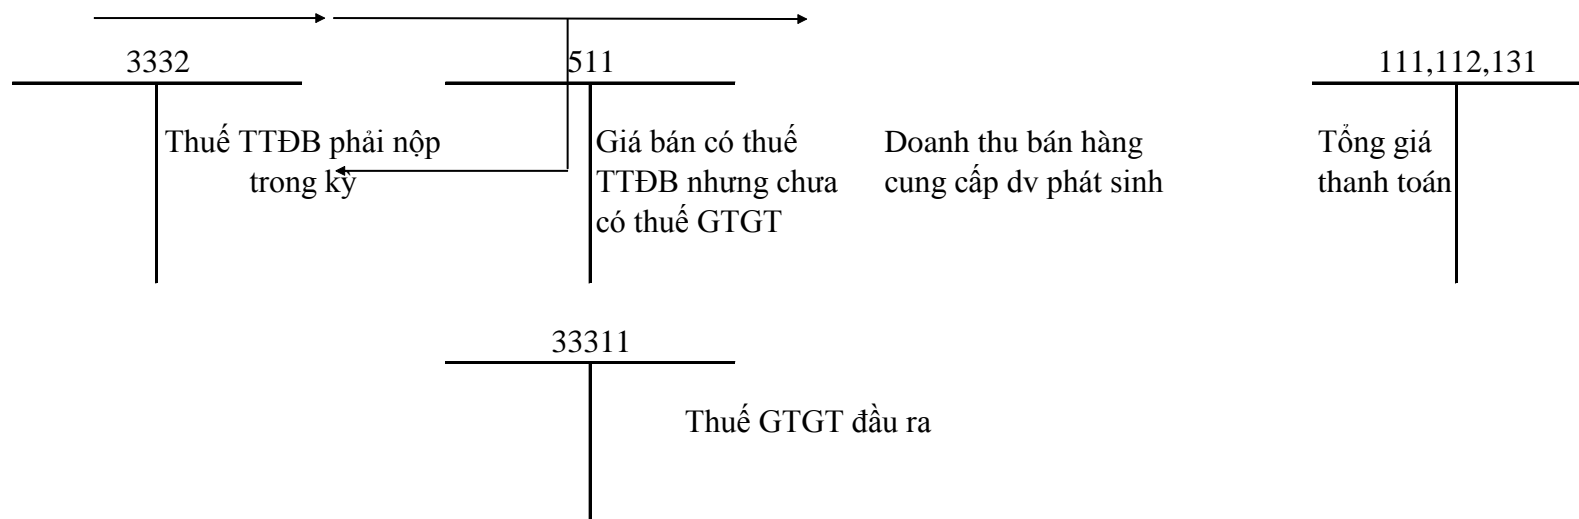 3332
511
111,112,131
Thuế TTĐB phải nộp
trong kỳ
Giá bán có thuế
TTĐB nhưng chưa
có thuế GTGT
Doanh thu bán hàng
cung cấp dv phát sinh
Tổng giá
thanh toán
33311
Thuế GTGT đầu ra